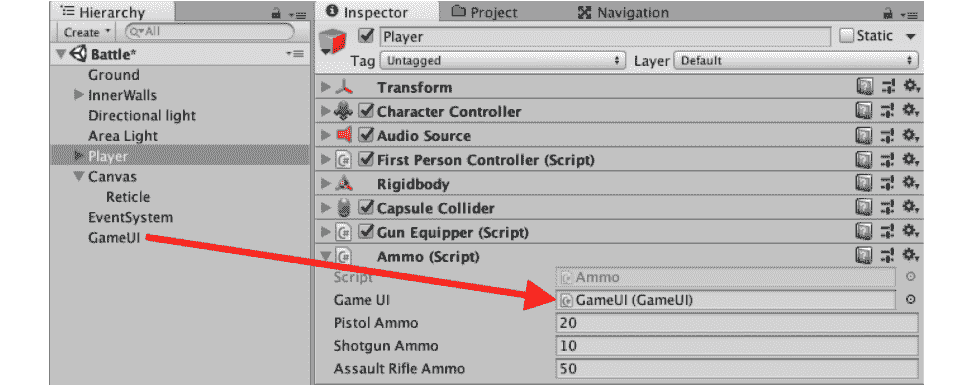 Hierarchy
Create
All
Battle*
Ground
InnerWalls
Directional light
Area Light
Player
Canvas
Reticle
EventSystem
GameUI
Inspector
Project
Navigation
Player
Static
Tag Untagged
Layer Default
Transform
Character Controller
Audio Source
First Person Controller (Script)
Rigidbody
Capsule Collider
Gun Equipper (Script)
Ammo (Script)
Script Ammo
Game UI GameUI (GameUI)
Pistol Ammo 20
Shotgun Ammo 10
Assault Rifle Ammo 50